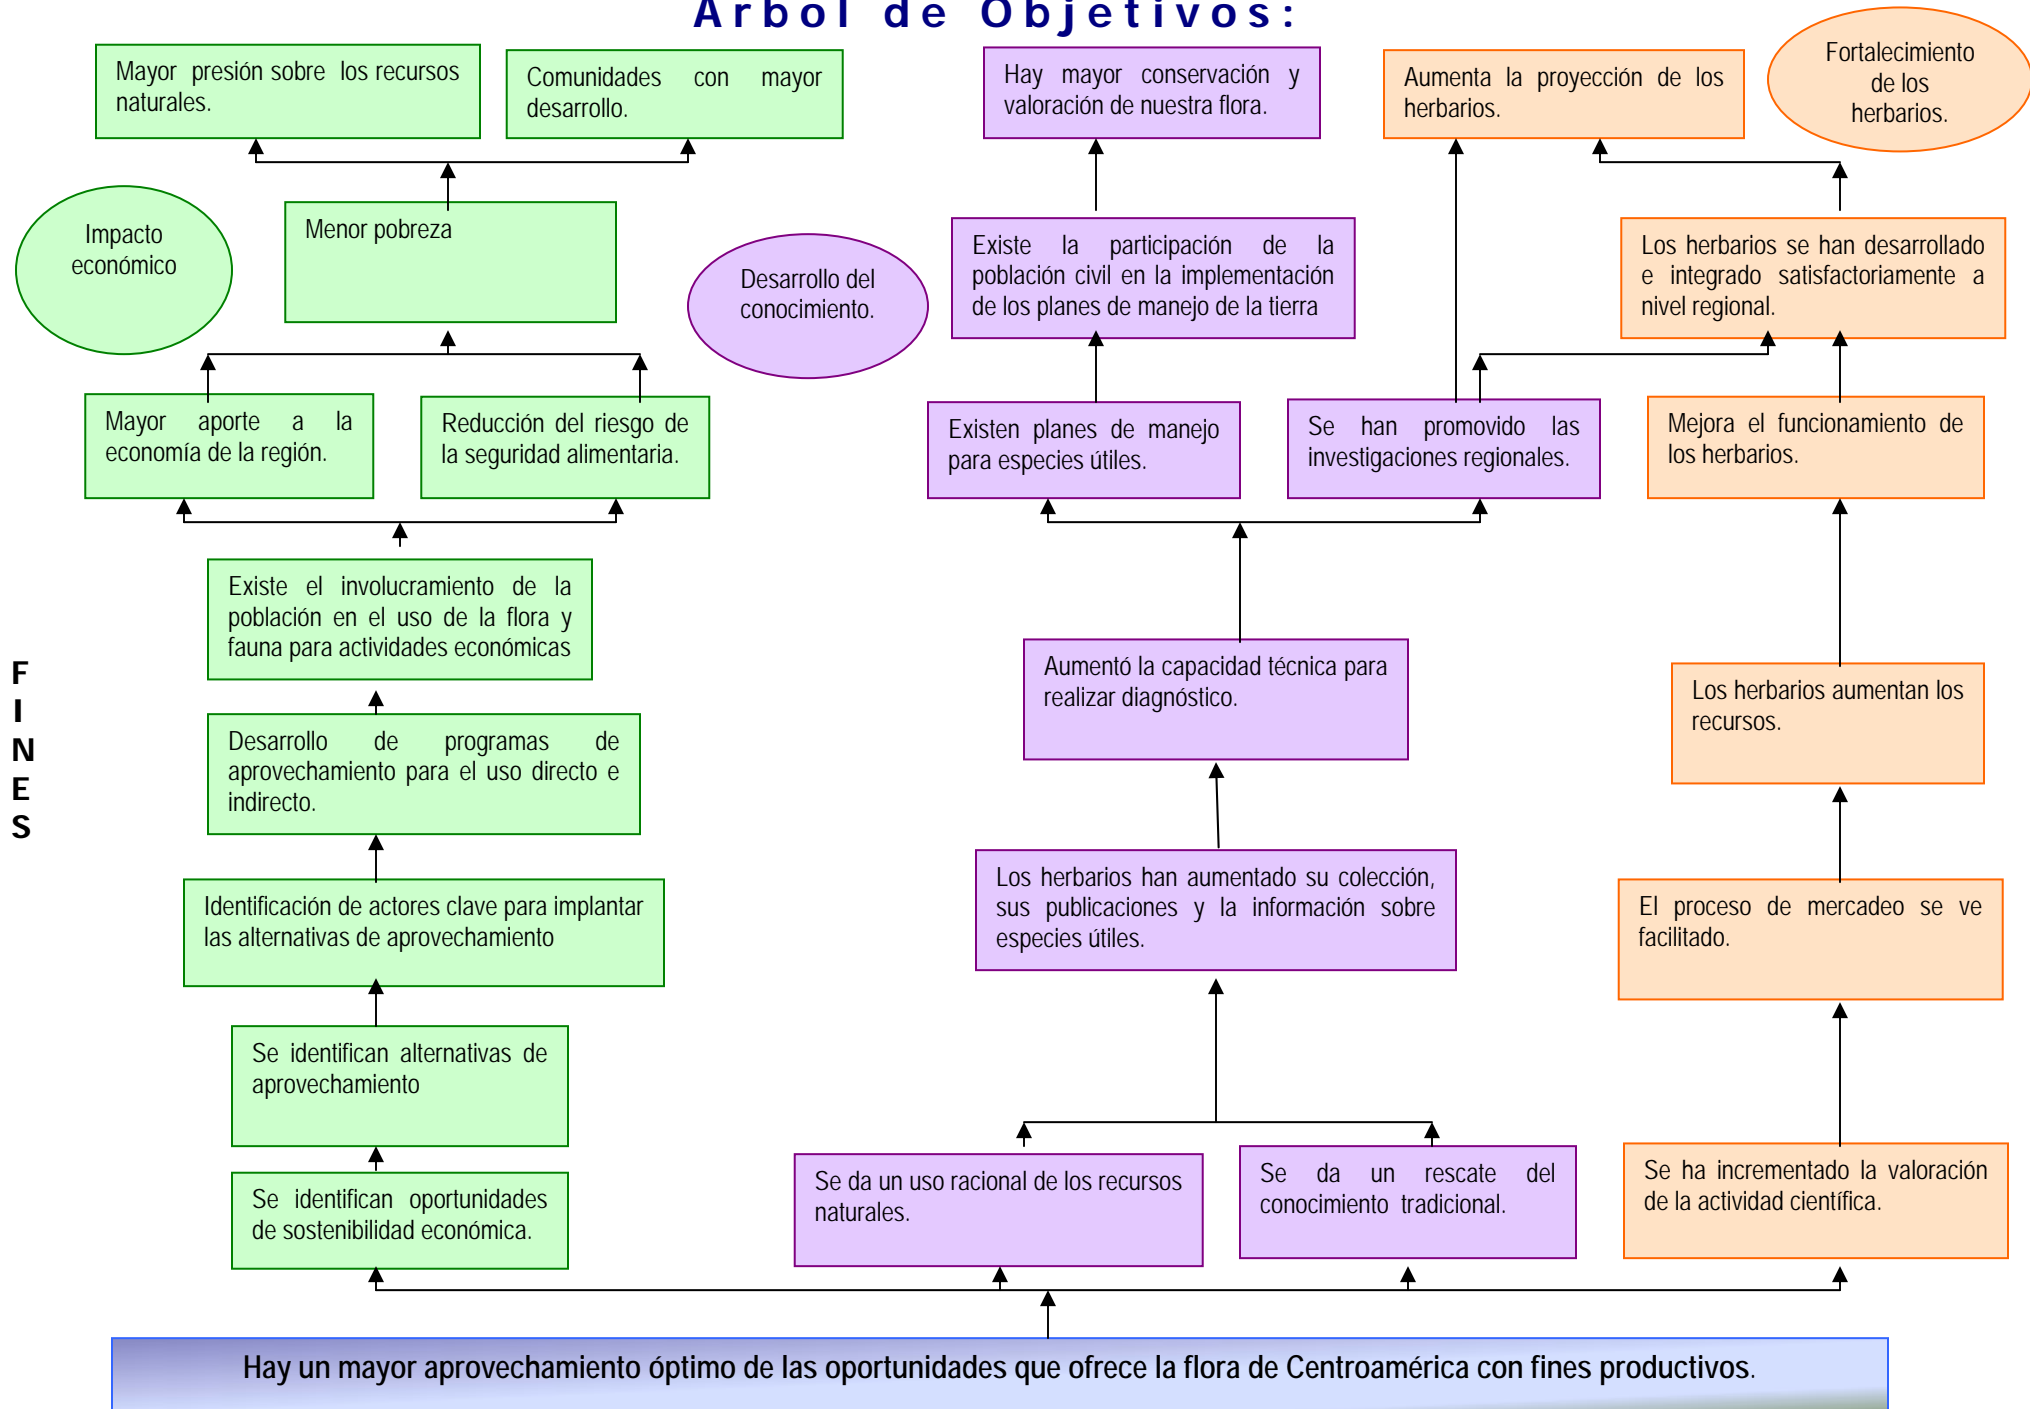 Arbol de Objetivos:
Mayor presión sobre los recursos
naturales.
Comunidades con mayor
desarrollo.
Hay mayor conservación y
valoración de nuestra flora.
Aumenta la proyección de los
herbarios.
Fortalecimiento
de los
herbarios.
Impacto
económico
Menor pobreza
Desarrollo del
conocimiento.
Existe la participación de la
población civil en la implementación
de los planes de manejo de la tierra
Los herbarios se han desarrollado
e integrado satisfactoriamente a
nivel regional.
Mayor aporte a la
economía de la región.
Reducción del riesgo de
la seguridad alimentaria.
Existen planes de manejo
para especies útiles.
Se han promovido las
investigaciones regionales.
Mejora el funcionamiento de
los herbarios.
Existe el involucramiento de la
población en el uso de la flora y
fauna para actividades económicas
Aumentó la capacidad técnica para
realizar diagnóstico.
Los herbarios aumentan los
recursos.
F
I
N
E
S
Desarrollo de programas de
aprovechamiento para el uso directo e
indirecto.
Identificación de actores clave para implantar
las alternativas de aprovechamiento
Los herbarios han aumentado su colección,
sus publicaciones y la información sobre
especies útiles.
El proceso de mercadeo se ve
facilitado.
Se identifican alternativas de
aprovechamiento
Se identifican oportunidades
de sostenibilidad económica.
Se da un uso racional de los recursos
naturales.
Se da un rescate del
conocimiento tradicional.
Se ha incrementado la valoración
de la actividad científica.
Hay un mayor aprovechamiento óptimo de las oportunidades que ofrece la flora de Centroamérica con fines productivos.